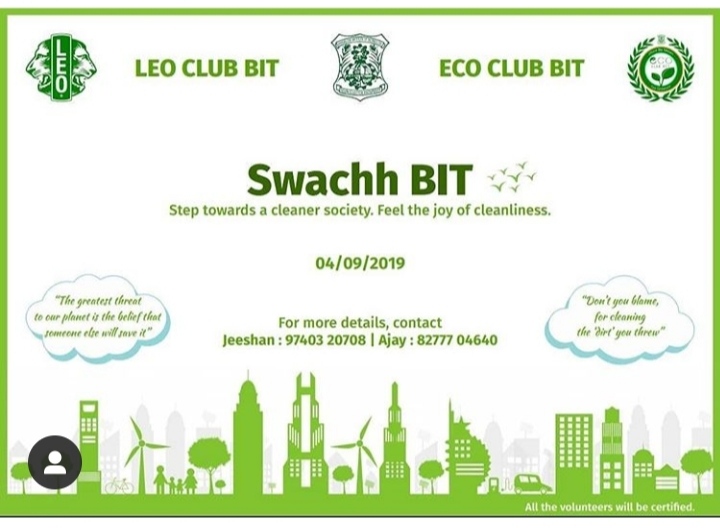 LEO
LEO CLUB BIT
ECO CLUB BIT
eco
Swachh BIT
Step towards a cleaner society. Feel the joy of cleanliness.
04/09/2019
"The greatest threat
to our planet is the belief that
someone else will save it"
"Don't you blame,
for cleaning
the 'dirt' you threw"
For more details, contact
Jeeshan : 97403 20708 | Ajay : 82777 04640
All the volunteers will be certified.